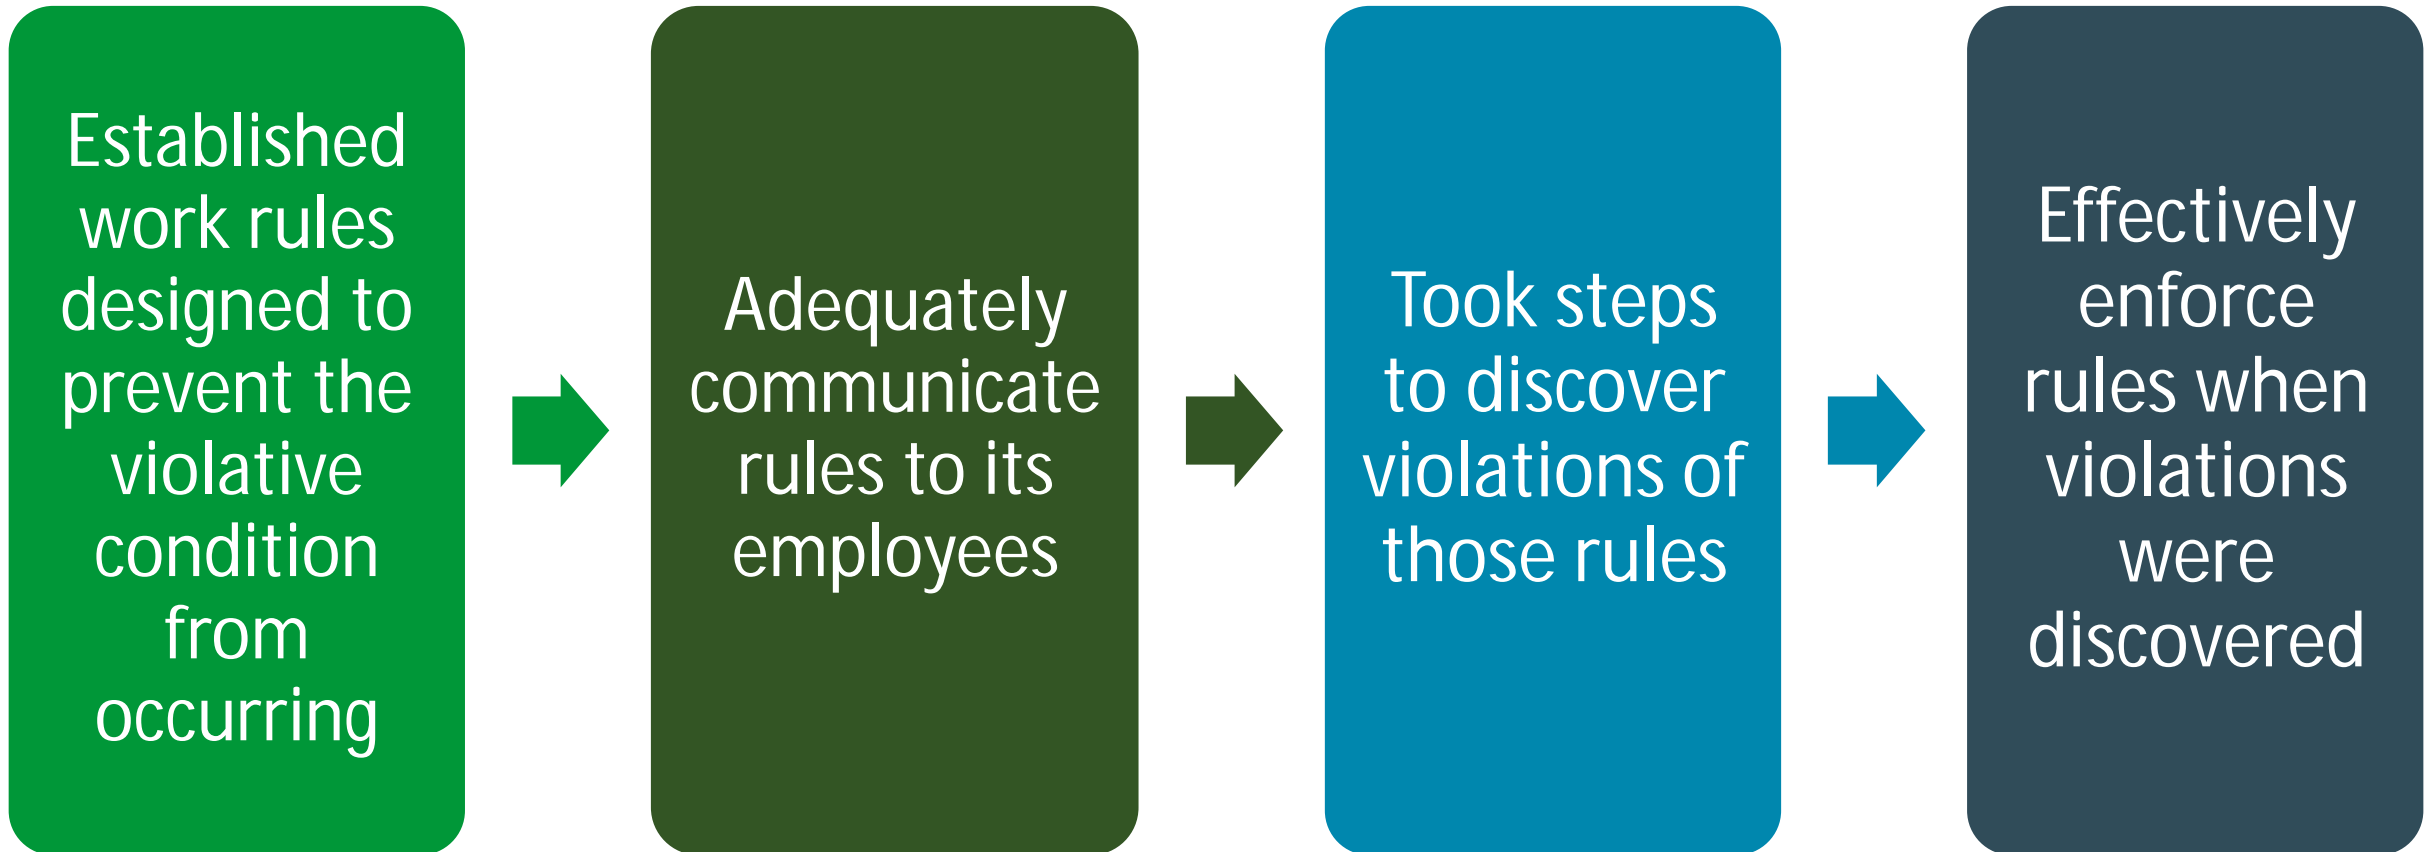 Established
work rules
designed to
prevent the
violative
condition
from
occurring
Adequately
communicate
rules to its
employees
Took steps
to discover
violations of
those rules
Effectively
enforce
rules when
violations
were
discovered